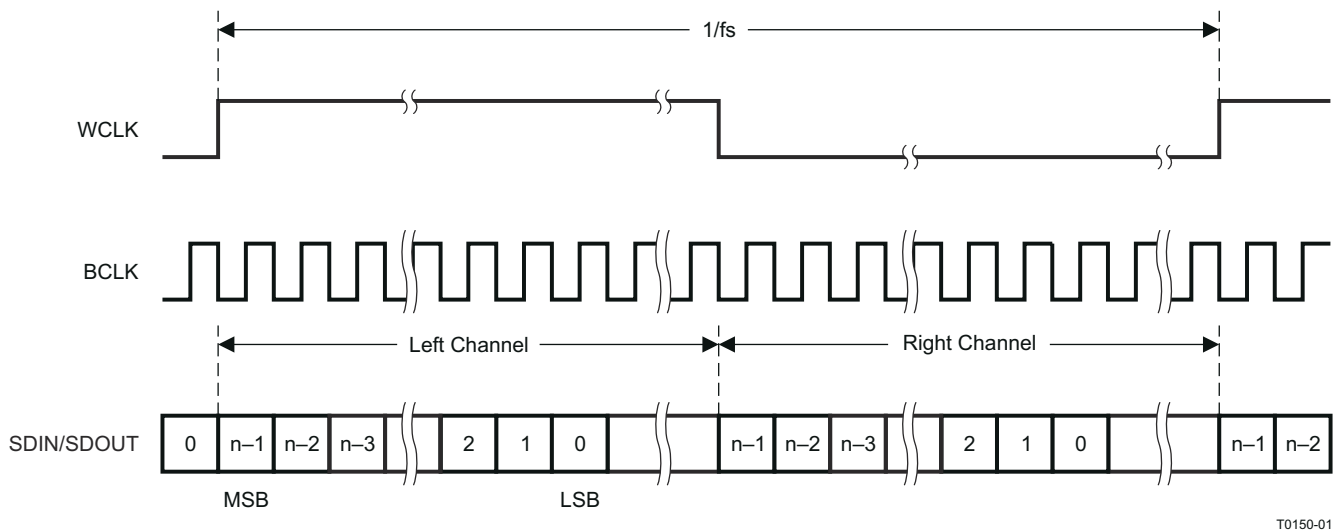 1/fs
WCLK
BCLK
Left Channel Right Channel
SDIN/SDOUT 0 n–1 n–2 n–3 2 1 0 n–1 n–2 n–3 2 1 0 n–1 n–2
MSB LSB
T0150-01